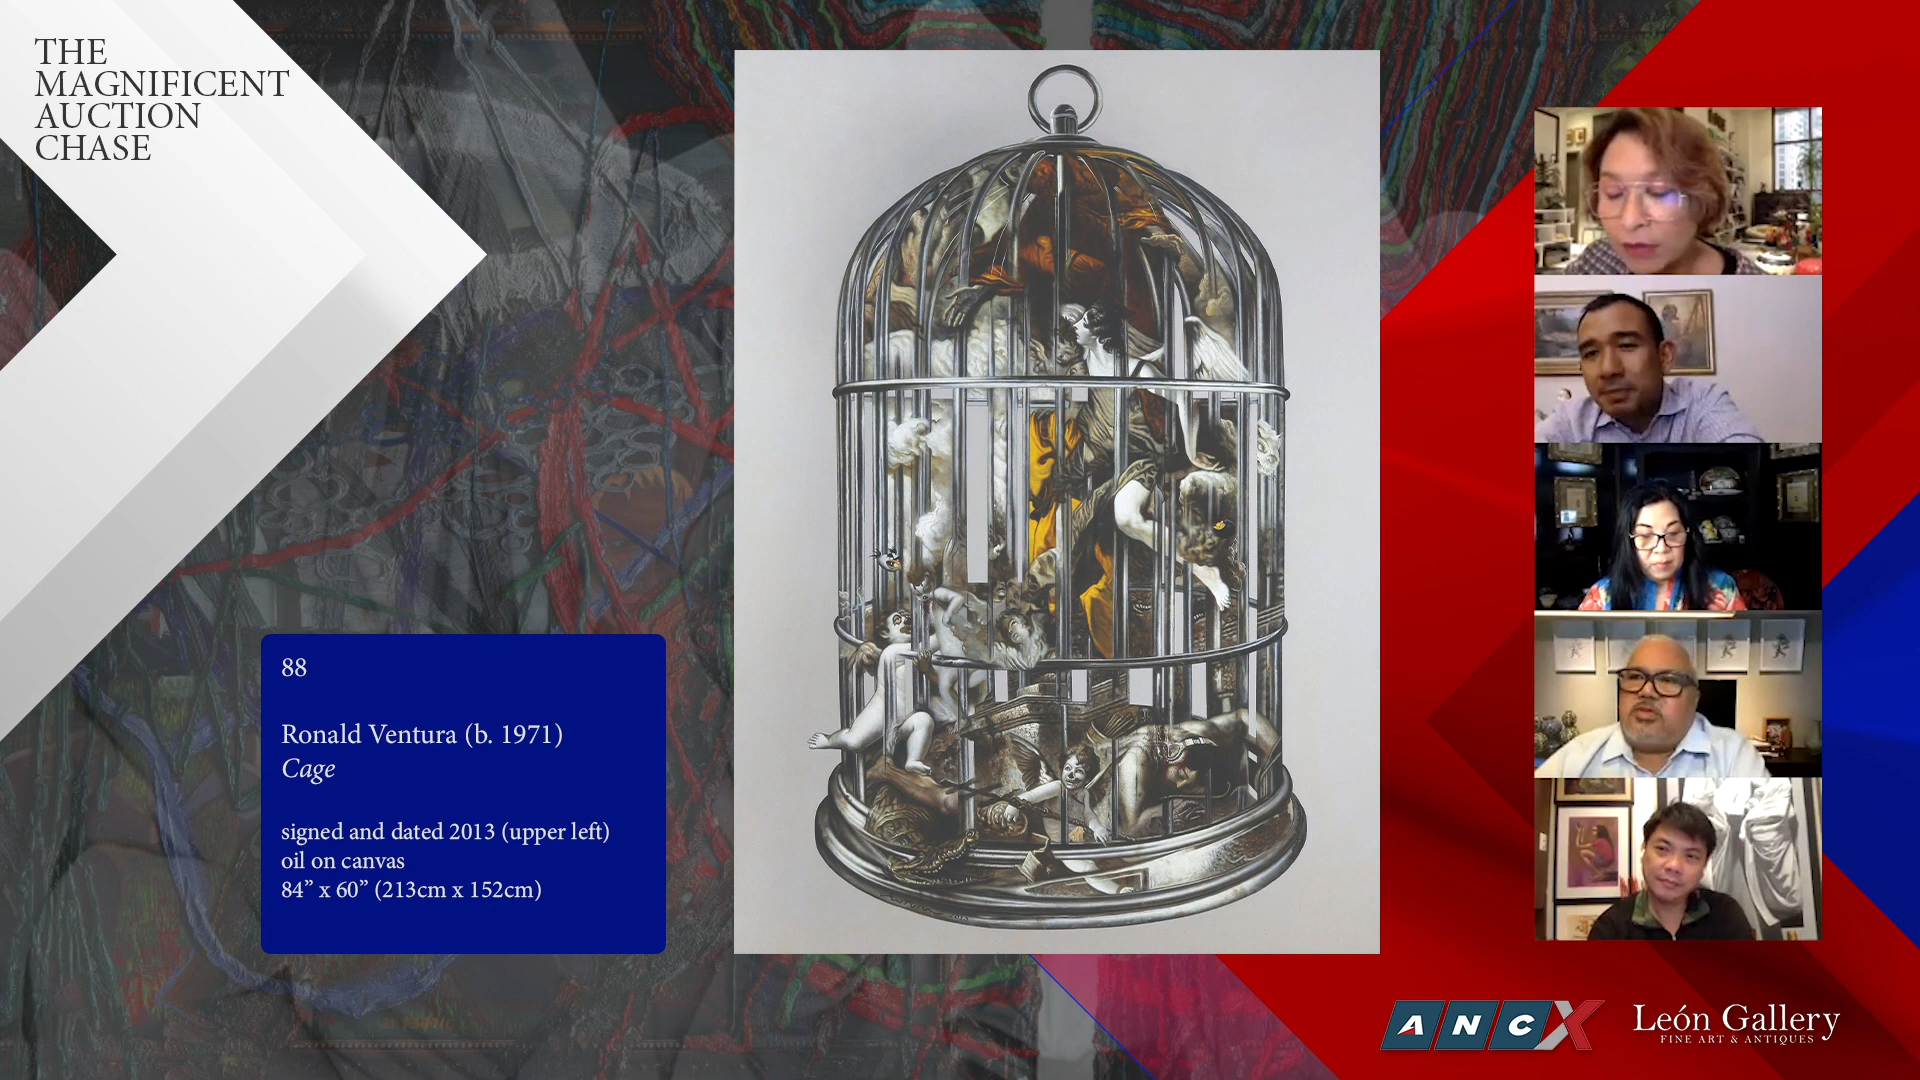 THE
MAGNIFICENT
AUCTION
CHASE
88
Ronald Ventura (b. 1971)
Cage
signed and dated 2013 (upper left)
oil on canvas
84” x 60” (213cm x 152cm)
ANCX
León Gallery
FINE ART & ANTIQUES